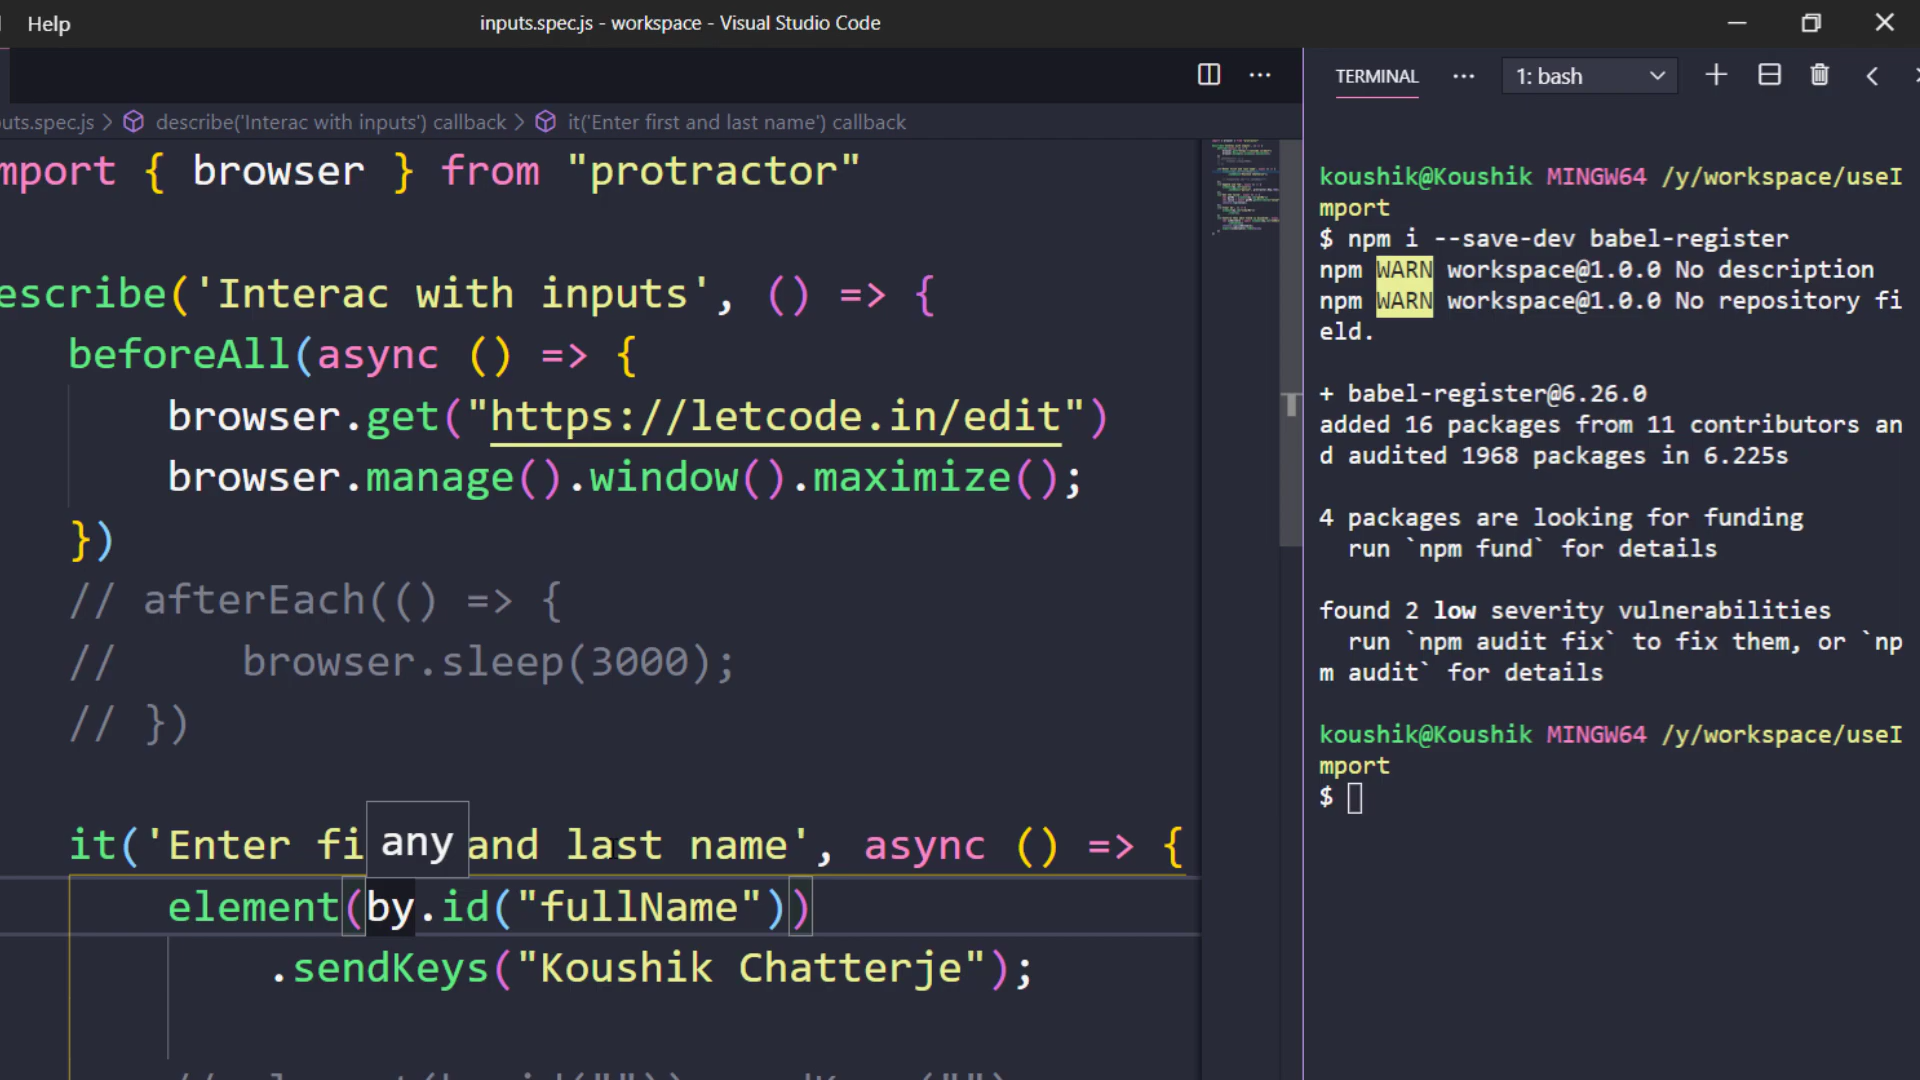 Help
inputs.spec.js - workspace - Visual Studio Code
TERMINAL
1: bash
uts.spec.js > describe('Interac with inputs') callback > it('Enter first and last name') callback
mport { browser } from "protractor"
escribe('Interac with inputs', () => {
beforeAll(async () => {
browser.get("https://letcode.in/edit")
browser.manage().window().maximize();
})
// afterEach(() => {
//     browser.sleep(3000);
// })
it('Enter fi
any
and last name', async () => {
element(by.id("fullName"))
.sendKeys("Koushik Chatterje");
koushik@Koushik MINGW64 /y/workspace/useI
mport
$ npm i --save-dev babel-register
npm WARN workspace@1.0.0 No description
npm WARN workspace@1.0.0 No repository fi
eld.
+ babel-register@6.26.0
added 16 packages from 11 contributors an
d audited 1968 packages in 6.225s
4 packages are looking for funding
run `npm fund` for details
found 2 low severity vulnerabilities
run `npm audit fix` to fix them, or `np
m audit` for details
koushik@Koushik MINGW64 /y/workspace/useI
mport
$